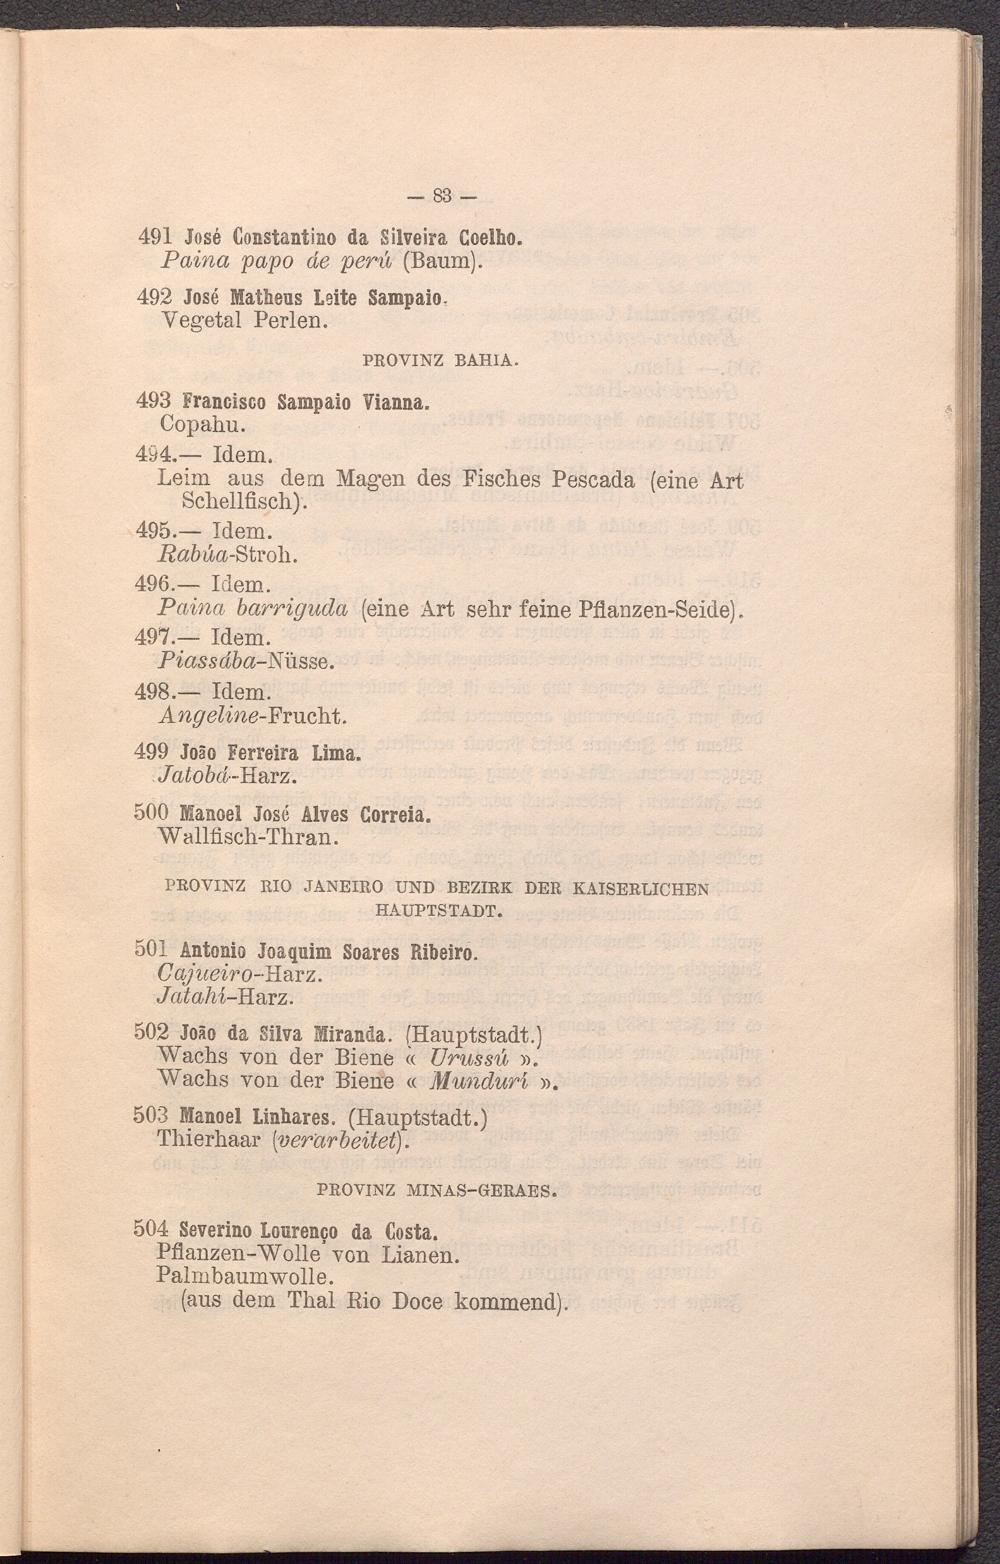 — 83 —
491 José Constantino da Silveira Coelho.
Paina papo de perú (Baum).
492 José Matheus Leite Sampaio.
Vegetal Perlen.
PROVINZ BAHIA.
493 Francisco Sampaio Vianna.
Copahu.
494.— Idem.
Leim aus dem Magen des Fisches Pescada (eine Art
Schellfisch).
495.— Idem.
Rabúa-Stroh.
496.— Idem.
Paina barriguda (eine Art sehr feine Pflanzen-Seide).
497.— Idem.
Piassába-Nüsse.
498.— Idem.
Angeline-Frucht.
499 João Ferreira Lima.
Jatobá-Harz.
500 Manoel José Alves Correia.
Wallfisch-Thran.
PROVINZ RIO JANEIRO UND BEZIRK DER KAISERLICHEN
HAUPTSTADT.
501 Antonio Joaquim Soares Ribeiro.
Cajueiro-Harz.
Jatahí-Harz.
502 João da Silva Miranda. (Hauptstadt.)
Wachs von der Biene « Urussú ».
Wachs von der Biene « Mundurí ».
503 Manoel Linhares. (Hauptstadt.)
Thierhaar (verarbeitet).
PROVINZ MINAS-GERAES.
504 Severino Lourenço da Costa.
Pflanzen-Wolle von Lianen.
Palmbaumwolle.
(aus dem Thal Rio Doce kommend).